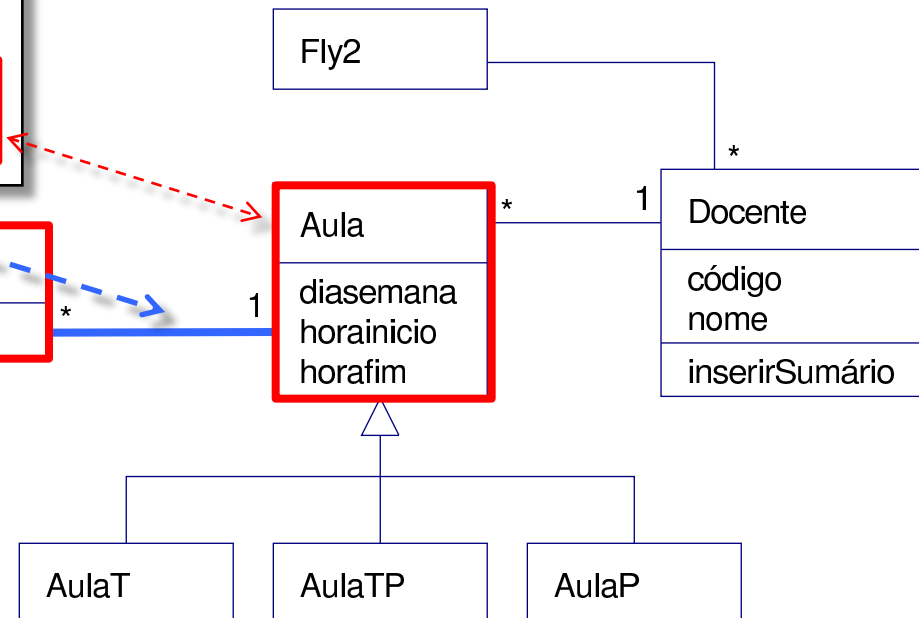 Fly2
*
Aula
*
1
Docente
diasemana
horainicio
horafim
código
nome
inserirSumário
*
1
AulaT
AulaTP
AulaP